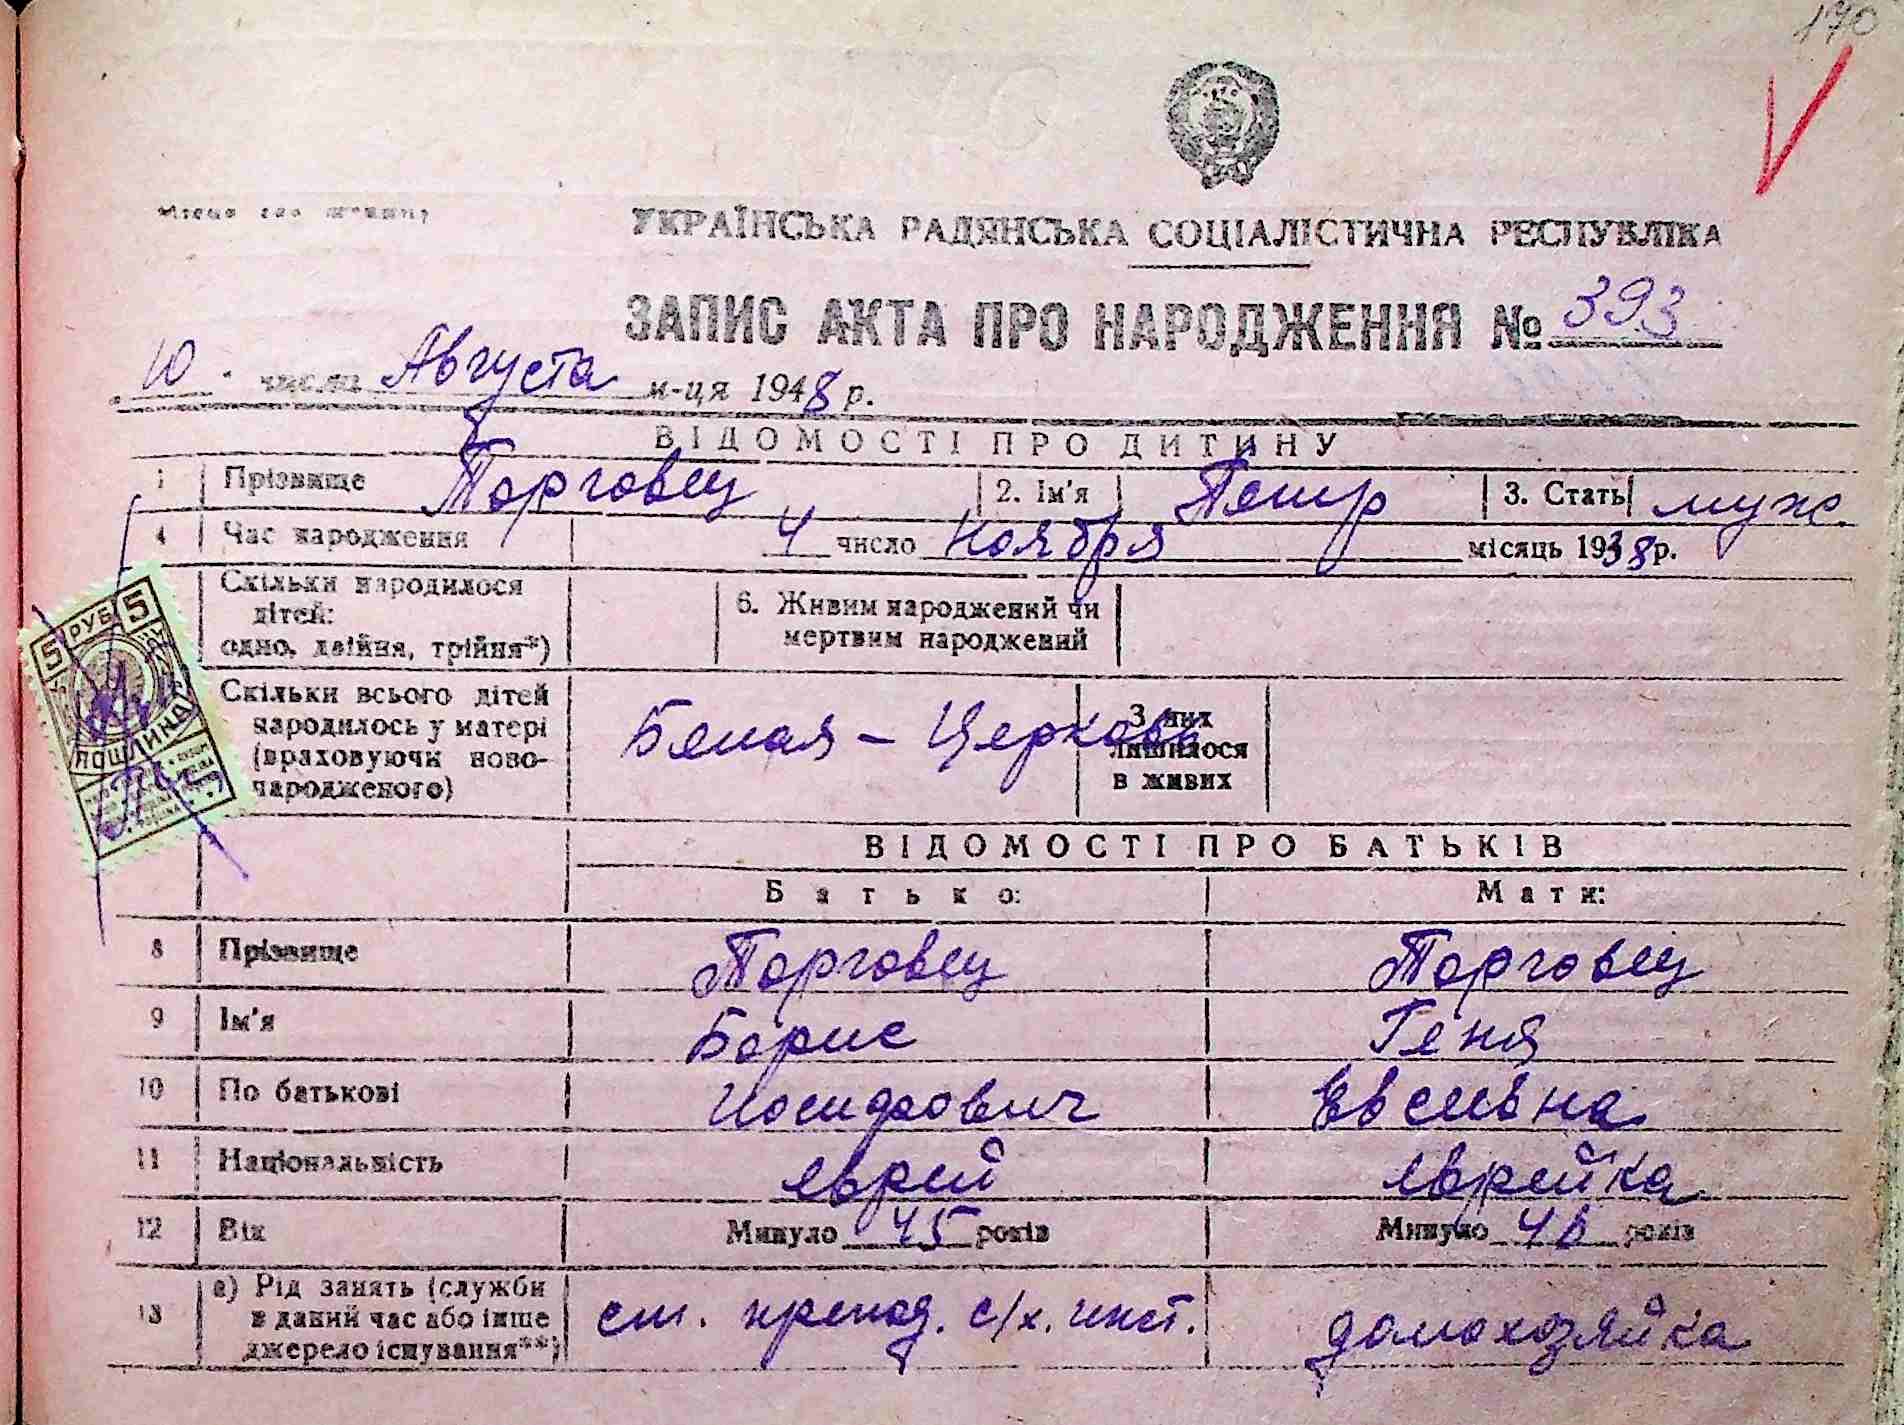 170
УКРАЇНСЬКА РАДЯНСЬКА СОЦІАЛІСТИЧНА РЕСПУБЛІКА
ЗАПИС АКТА ПРО НАРОДЖЕННЯ № 393
10 числа Августа м-ця 1948 р.
ВІДОМОСТІ ПРО ДИТИНУ
1 Прізвище Торговец 2. Ім'я Петр 3. Стать муж.
4 Час народження 4 число Ноября місяць 1938 р.
Скільки народилося дітей: одно, двійня, трійня*) 6. Живим народжений чи мертвим народжений
5 РУБ 5
ПОШЛИНА
Скільки всього дітей народилось у матері (враховуючи новонародженого) Белая - Церковь З них лишилося в живих
ВІДОМОСТІ ПРО БАТЬКІВ
Батько: Мати:
8 Прізвище Торговец Торговец
9 Ім'я Борис Геня
10 По батькові Иосифович Евсевна
11 Національність еврей еврейка
12 Вік Минуло 45 років Минуло 46 років
13 а) Рід занять (служби в даний час або інше джерело існування**) ст. препод. с/х. инст. домохозяйка